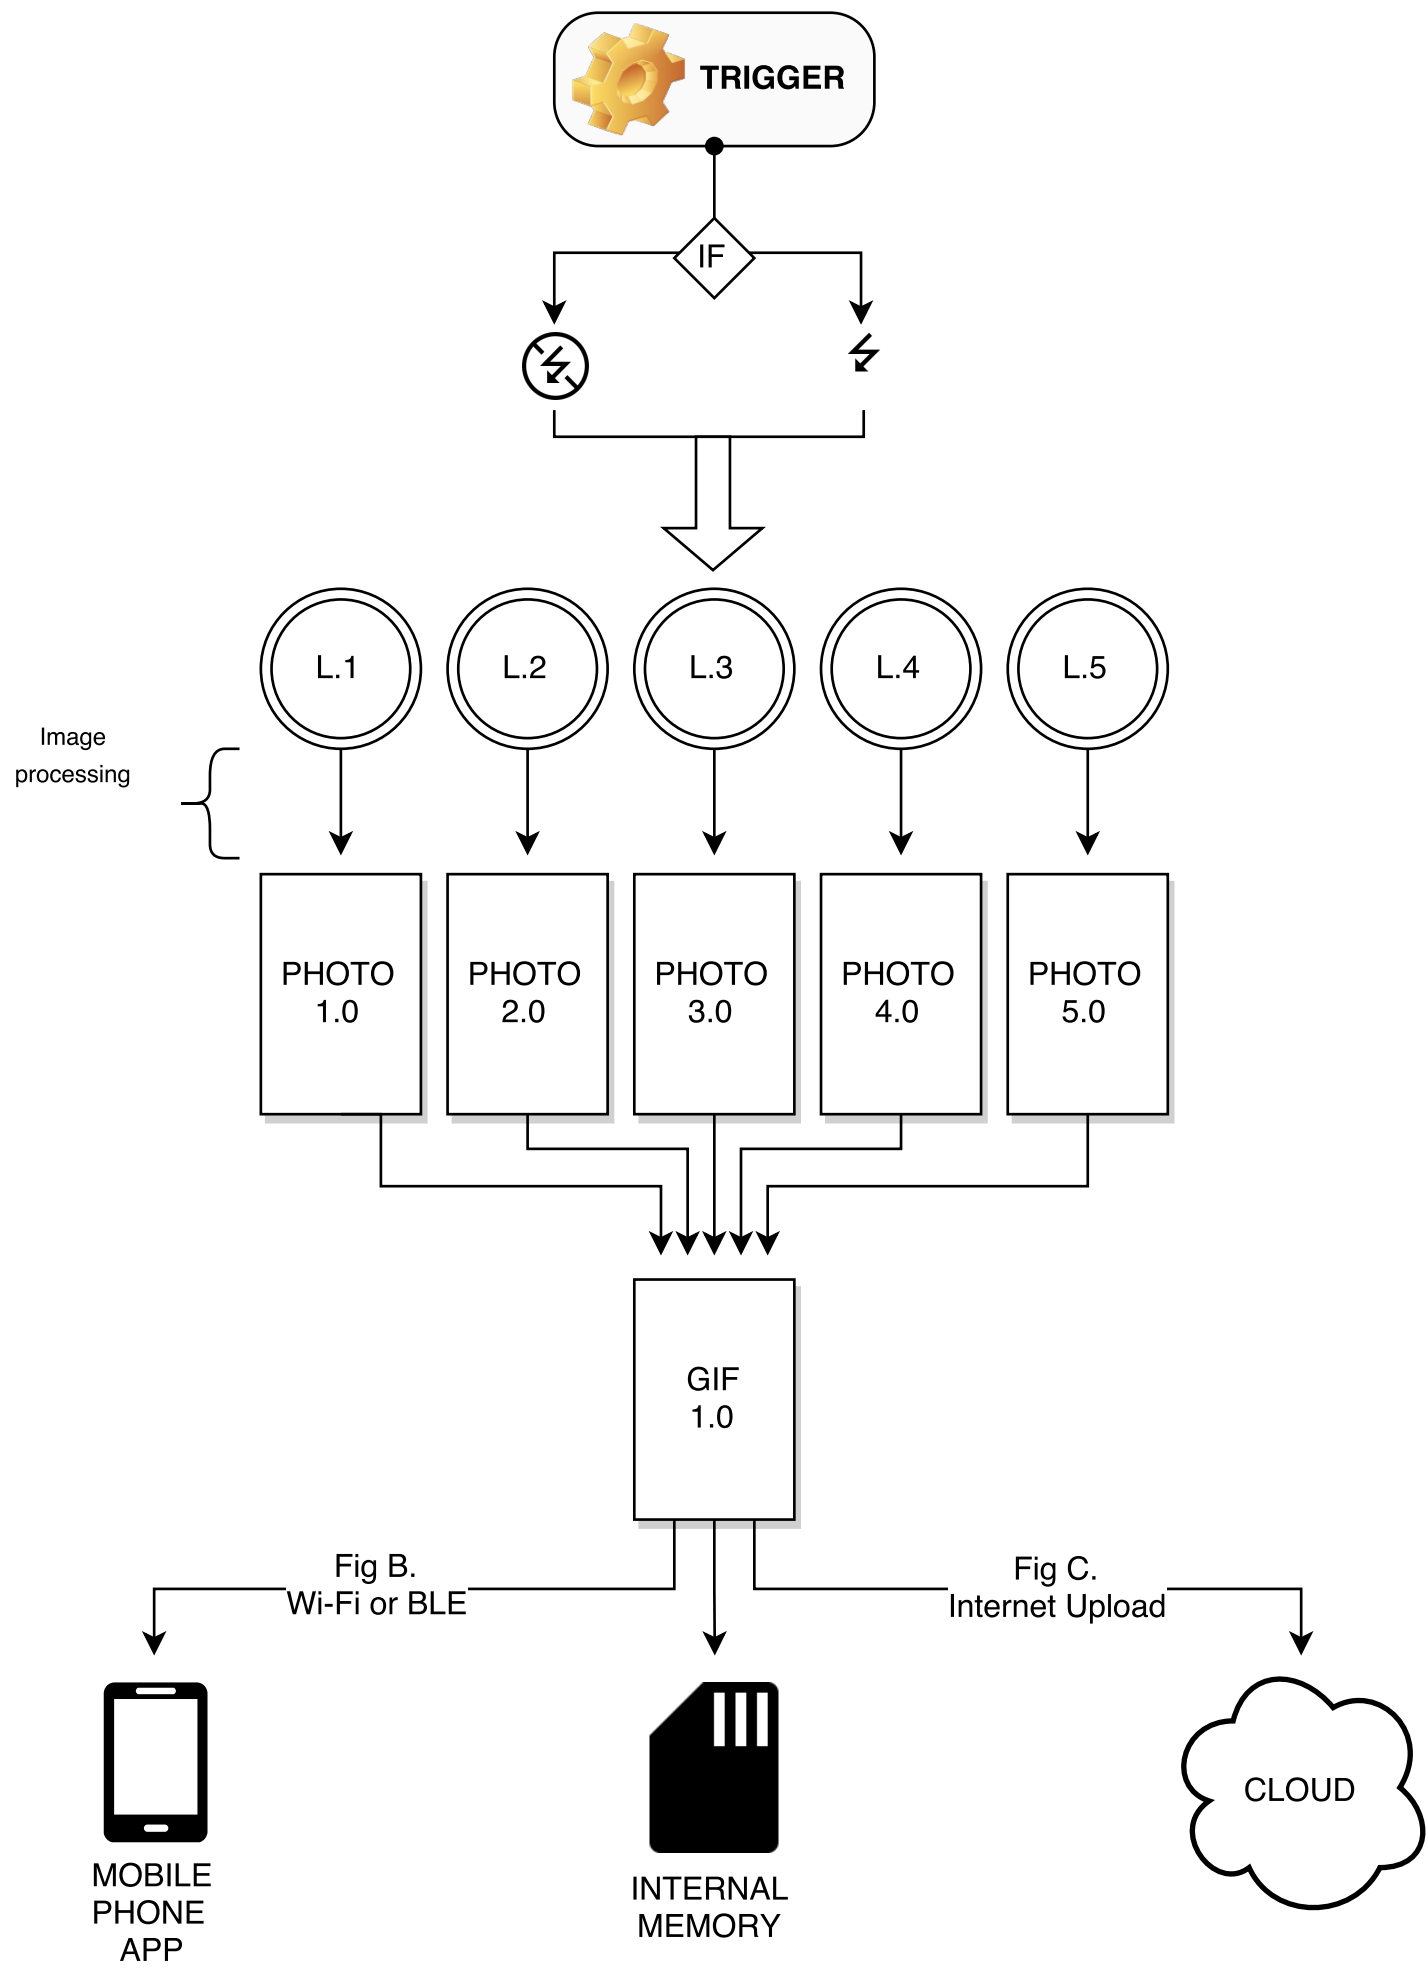 TRIGGER
IF
L.1
L.2
L.3
L.4
L.5
Image
processing
PHOTO
1.0
PHOTO
2.0
PHOTO
3.0
PHOTO
4.0
PHOTO
5.0
GIF
1.0
Fig B.
Wi-Fi or BLE
Fig C.
Internet Upload
MOBILE
PHONE
APP
INTERNAL
MEMORY
CLOUD